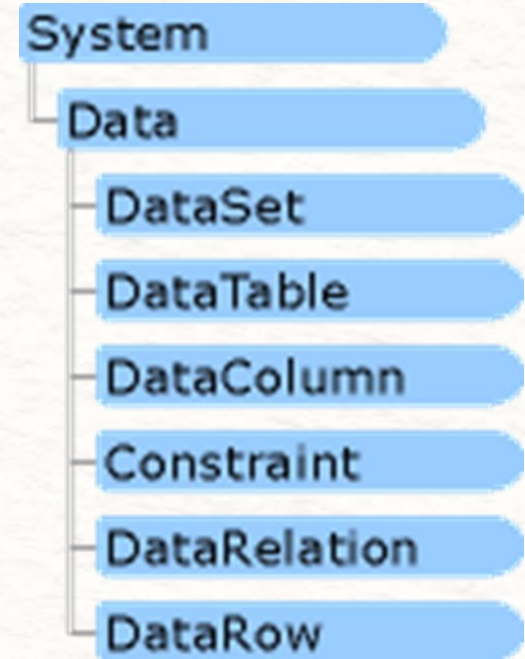 System
Data
DataSet
DataTable
DataColumn
Constraint
DataRelation
DataRow